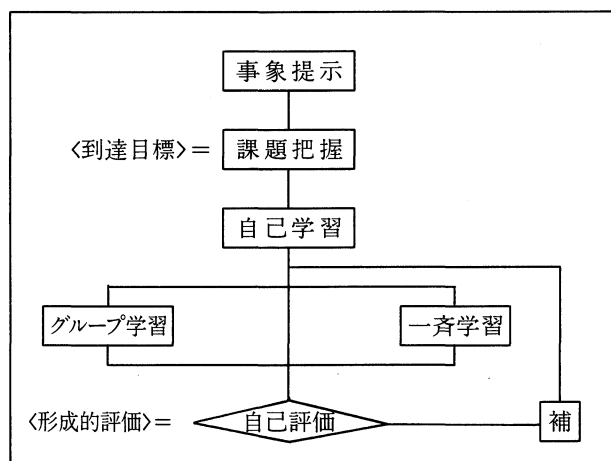 事象提示
〈到達目標〉＝ 課題把握
自己学習
グループ学習 一斉学習
〈形成的評価〉＝ 自己評価 補